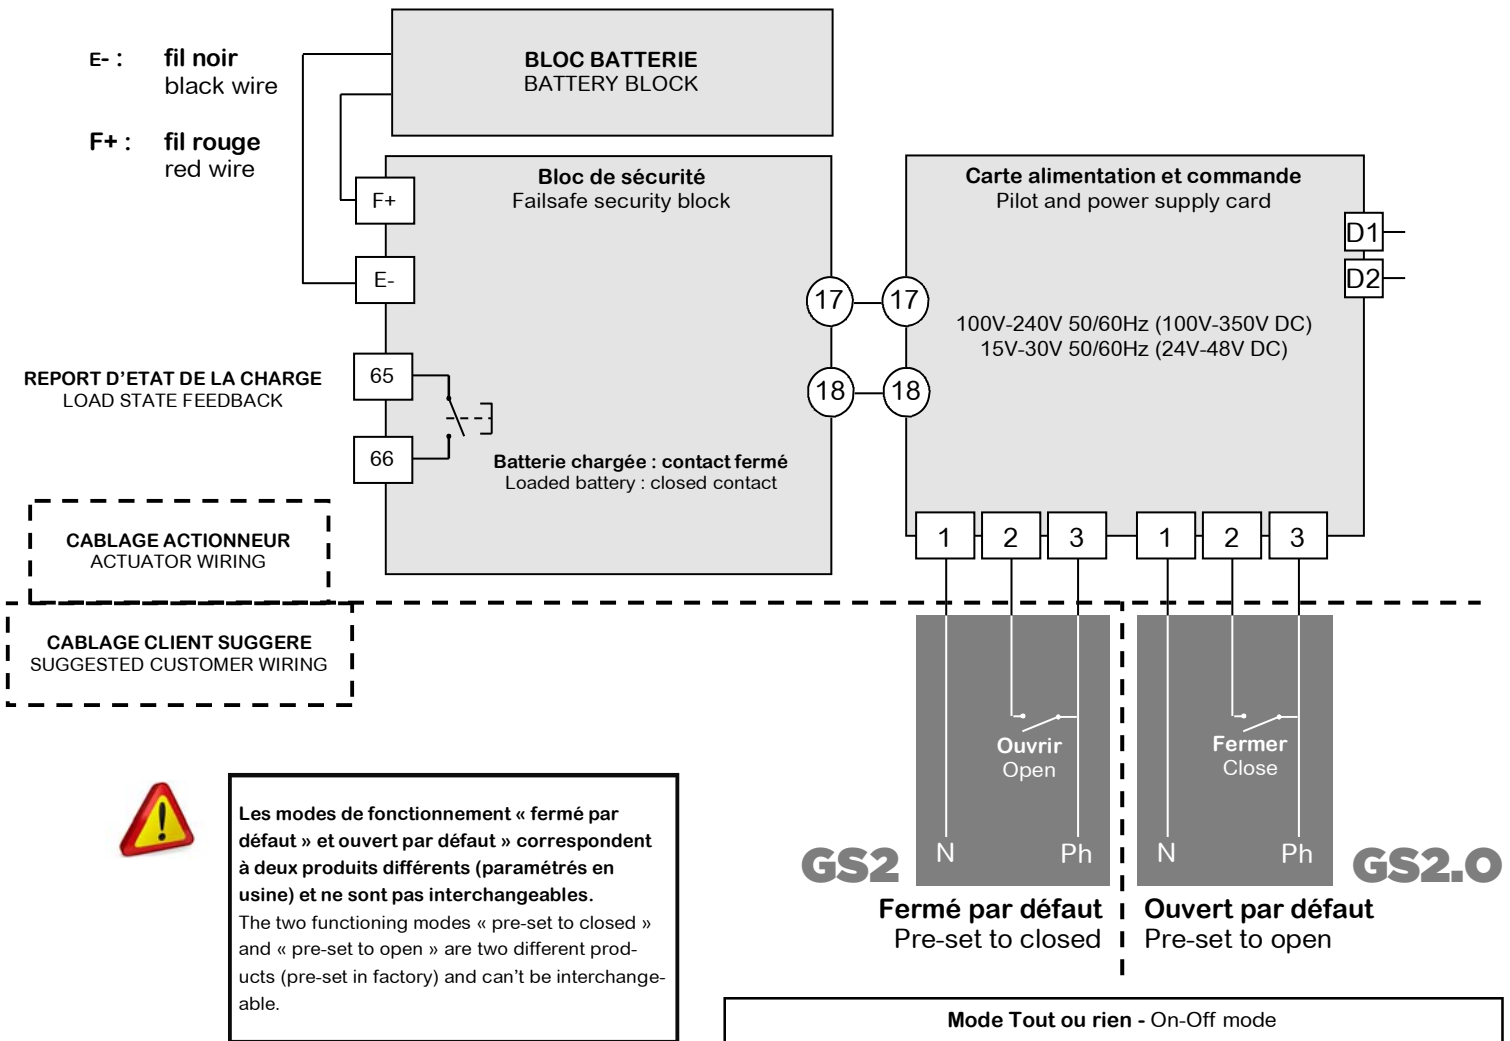 E- : fil noir
black wire
F+ : fil rouge
red wire
BLOC BATTERIE
BATTERY BLOCK
Bloc de sécurité
Failsafe security block
F+
E-
17
18
65
66
REPORT D'ETAT DE LA CHARGE
LOAD STATE FEEDBACK
Batterie chargée : contact fermé
Loaded battery : closed contact
Carte alimentation et commande
Pilot and power supply card
D1
D2
17
18
100V-240V 50/60Hz (100V-350V DC)
15V-30V 50/60Hz (24V-48V DC)
1 2 3 1 2 3
CABLAGE ACTIONNEUR
ACTUATOR WIRING
CABLAGE CLIENT SUGGERE
SUGGESTED CUSTOMER WIRING
Ouvrir
Open
N Ph
Fermer
Close
N Ph
GS2
GS2.O
Fermé par défaut
Pre-set to closed
Ouvert par défaut
Pre-set to open
Les modes de fonctionnement « fermé par
défaut » et ouvert par défaut » correspondent
à deux produits différents (paramétrés en
usine) et ne sont pas interchangeables.
The two functioning modes « pre-set to closed »
and « pre-set to open » are two different prod-
ucts (pre-set in factory) and can't be interchange-
able.
Mode Tout ou rien - On-Off mode